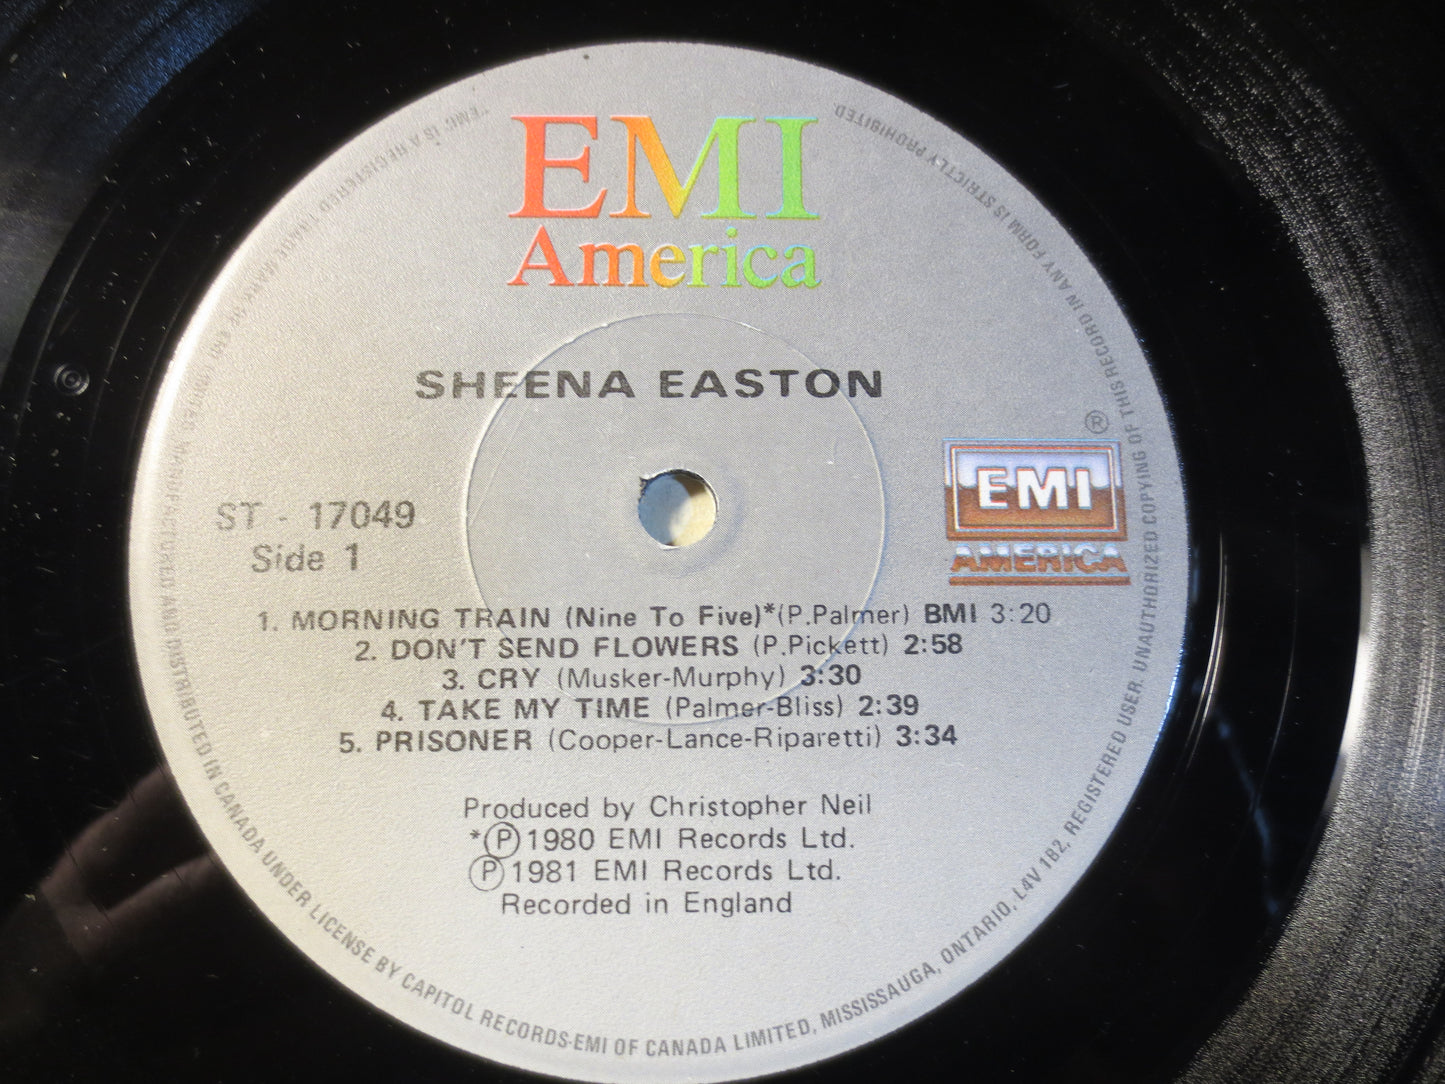 EMI
America
SHEENA EASTON
ST - 17049
Side 1
®
EMI
AMERICA
1. MORNING TRAIN (Nine To Five)*(P.Palmer) BMI 3:20
2. DON'T SEND FLOWERS (P.Pickett) 2:58
3. CRY (Musker-Murphy) 3:30
4. TAKE MY TIME (Palmer-Bliss) 2:39
5. PRISONER (Cooper-Lance-Riparetti) 3:34
Produced by Christopher Neil
*Ⓟ1980 EMI Records Ltd.
Ⓟ1981 EMI Records Ltd.
Recorded in England
MANUFACTURED AND DISTRIBUTED IN CANADA UNDER LICENSE BY CAPITOL RECORDS-EMI OF CANADA LIMITED, MISSISSAUGA, ONTARIO, L4V 1B2, REGISTERED USER. UNAUTHORIZED COPYING OF THIS RECORD IN ANY FORM IS STRICTLY PROHIBITED